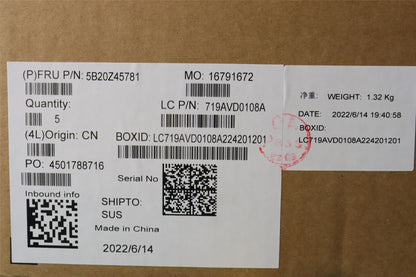 (P)FRU P/N: 5B20Z45781
MO: 16791672
Quantity:
5
LC P/N: 719AVD0108A
(4L)Origin: CN
BOXID: LC719AVD0108A224201201
PO: 4501788716
Serial No
Inbound info
SHIPTO:
SUS
Made in China
2022/6/14
净重: WEIGHT: 1.32 Kg
DATE: 2022/6/14 19:40:58
BOXID:
LC719AVD0108A224201201